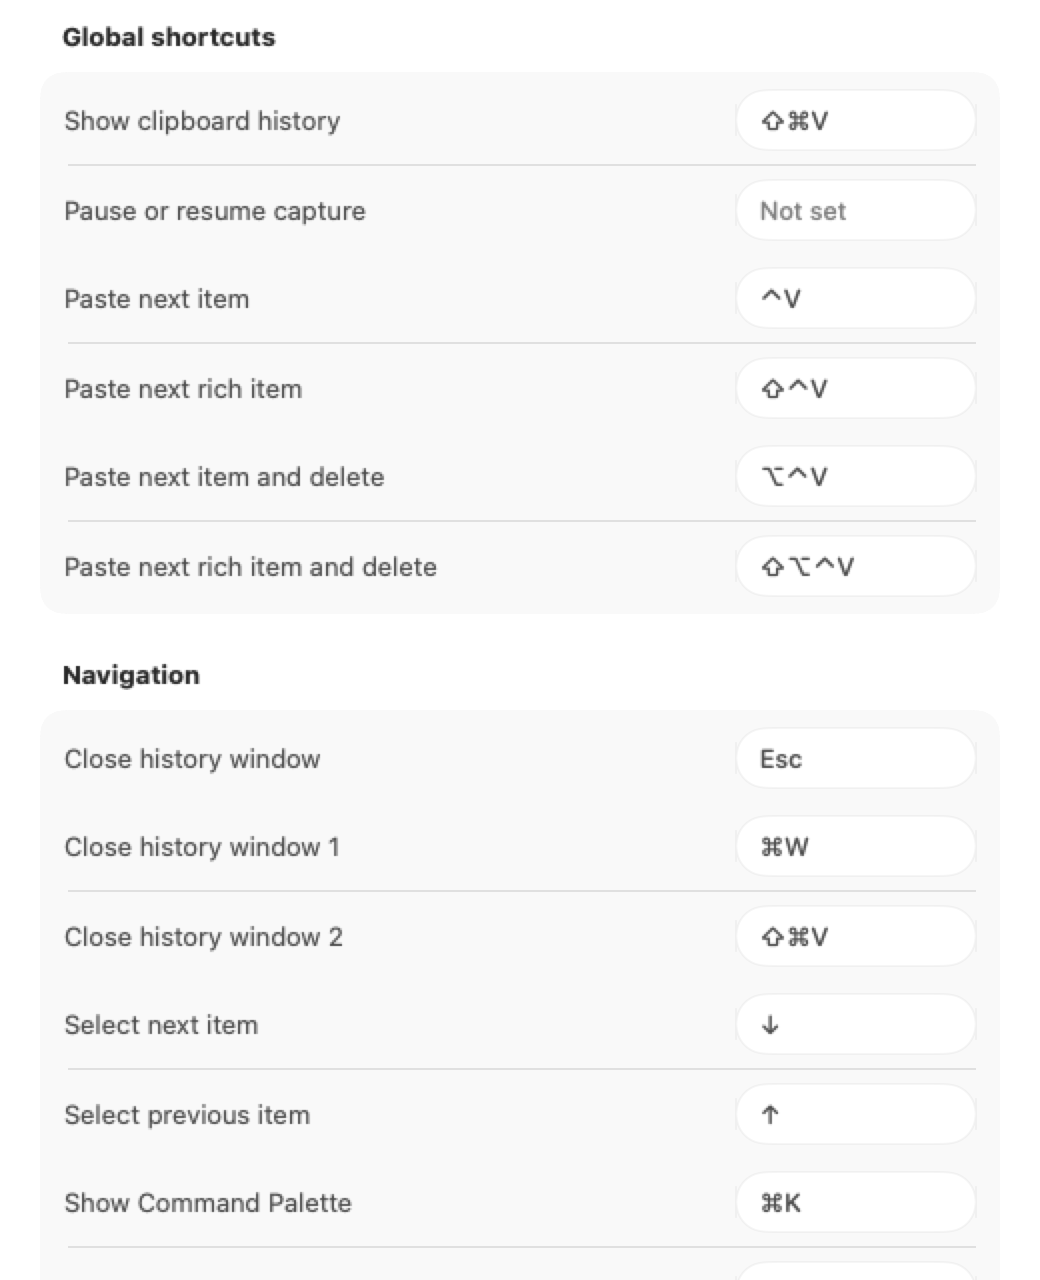 Global shortcuts
Show clipboard history ⇧⌘V
Pause or resume capture Not set
Paste next item ^V
Paste next rich item ⇧^V
Paste next item and delete ⌥^V
Paste next rich item and delete ⇧⌥^V
Navigation
Close history window Esc
Close history window 1 ⌘W
Close history window 2 ⇧⌘V
Select next item ↓
Select previous item ↑
Show Command Palette ⌘K